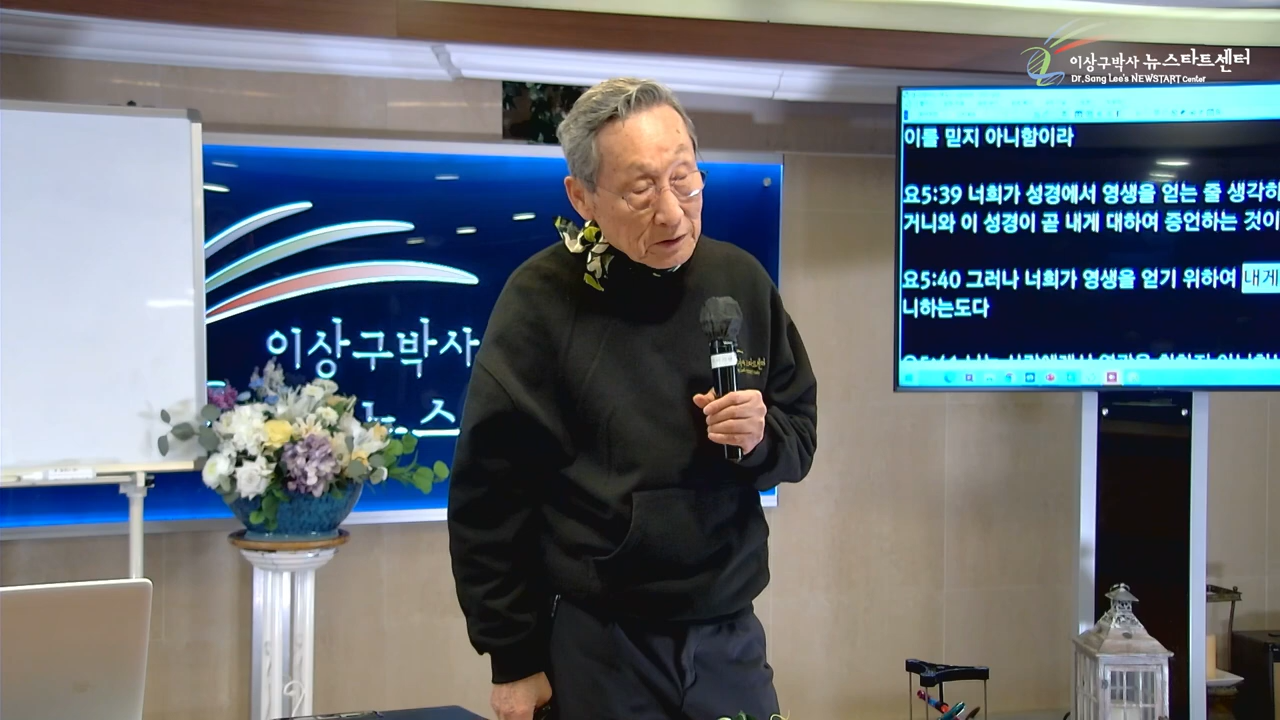 이상구박사 뉴스타트센터
Dr. Sang Lee's NEWSTART Center
이를 믿지 아니함이라
요5:39 너희가 성경에서 영생을 얻는 줄 생각하
거니와 이 성경이 곧 내게 대하여 증언하는 것이
요5:40 그러나 너희가 영생을 얻기 위하여 내게
니하는도다
이상구박사
뉴스